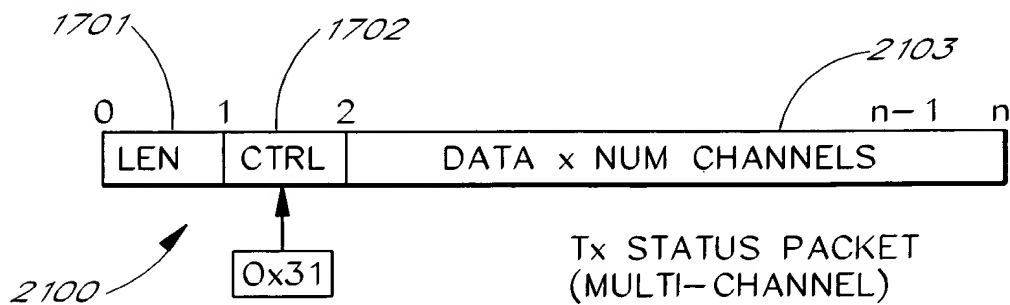 1701 1702 2103
0 1 2 n-1 n
LEN CTRL DATA x NUM CHANNELS
2100 0x31
Tx STATUS PACKET
(MULTI-CHANNEL)